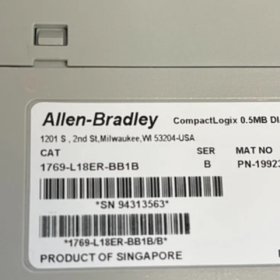 Allen-Bradley CompactLogix 0.5MB DI
1201 S., 2nd St,Milwaukee,WI 53204-USA
CAT SER MAT NO
1769-L18ER-BB1B B PN-19923
*SN 94313563*
*1769-L18ER-BB1B/B*
PRODUCT OF SINGAPORE